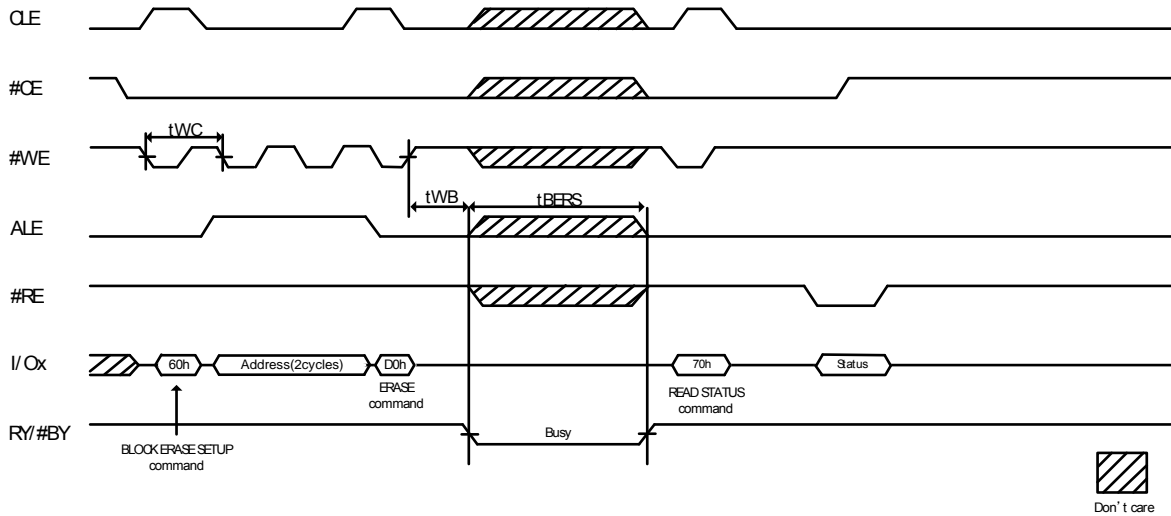 CLE
#CE
tWC
#WE
tWB
tBERS
ALE
#RE
I/Ox
60h
Address(2cycles)
D0h
70h
Status
ERASE
command
READ STATUS
command
RY/#BY
Busy
BLOCK ERASE SETUP
command
Don't care